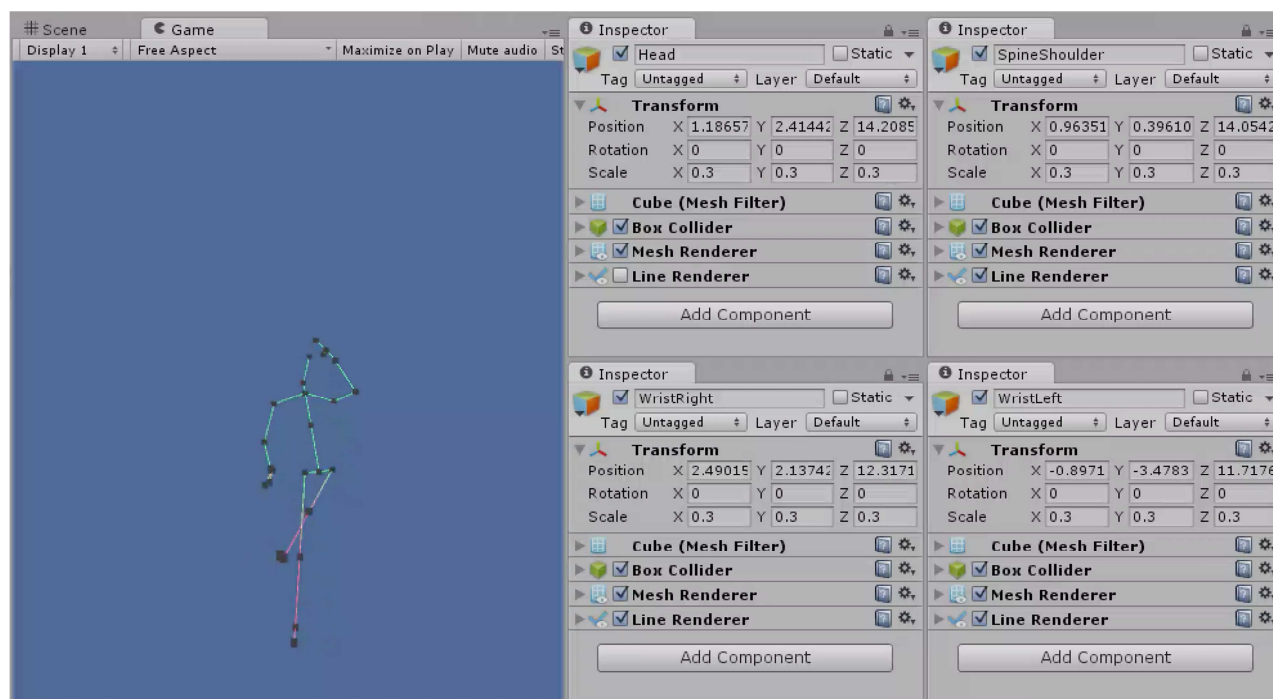 Scene Game
Display 1 Free Aspect Maximize on Play Mute audio St
Inspector
Head Static
Tag Untagged Layer Default
Transform
Position X 1.18657 Y 2.41442 Z 14.2085
Rotation X 0 Y 0 Z 0
Scale X 0.3 Y 0.3 Z 0.3
Cube (Mesh Filter)
Box Collider
Mesh Renderer
Line Renderer
Add Component
Inspector
SpineShoulder Static
Tag Untagged Layer Default
Transform
Position X 0.96351 Y 0.39610 Z 14.0542
Rotation X 0 Y 0 Z 0
Scale X 0.3 Y 0.3 Z 0.3
Cube (Mesh Filter)
Box Collider
Mesh Renderer
Line Renderer
Add Component
Inspector
WristRight Static
Tag Untagged Layer Default
Transform
Position X 2.49015 Y 2.13742 Z 12.3171
Rotation X 0 Y 0 Z 0
Scale X 0.3 Y 0.3 Z 0.3
Cube (Mesh Filter)
Box Collider
Mesh Renderer
Line Renderer
Add Component
Inspector
WristLeft Static
Tag Untagged Layer Default
Transform
Position X -0.8971 Y -3.4783 Z 11.7176
Rotation X 0 Y 0 Z 0
Scale X 0.3 Y 0.3 Z 0.3
Cube (Mesh Filter)
Box Collider
Mesh Renderer
Line Renderer
Add Component